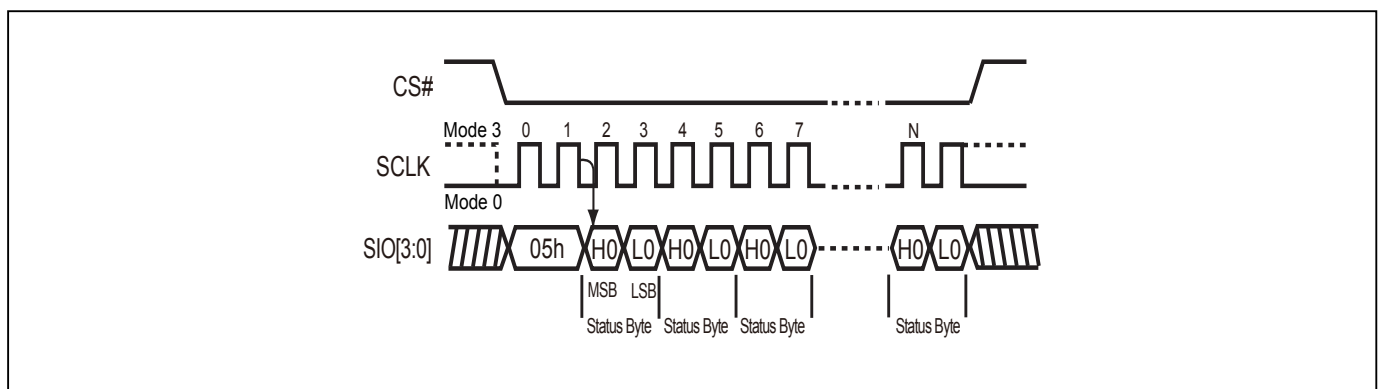 CS#
Mode 3 0 1 2 3 4 5 6 7 N
SCLK
Mode 0
SIO[3:0] 05h H0 L0 H0 L0 H0 L0 H0 L0
MSB LSB
Status Byte Status Byte Status Byte Status Byte